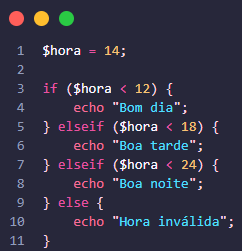 1 $hora = 14;
2
3 if ($hora < 12) {
4     echo "Bom dia";
5 } elseif ($hora < 18) {
6     echo "Boa tarde";
7 } elseif ($hora < 24) {
8     echo "Boa noite";
9 } else {
10     echo "Hora inválida";
11 }